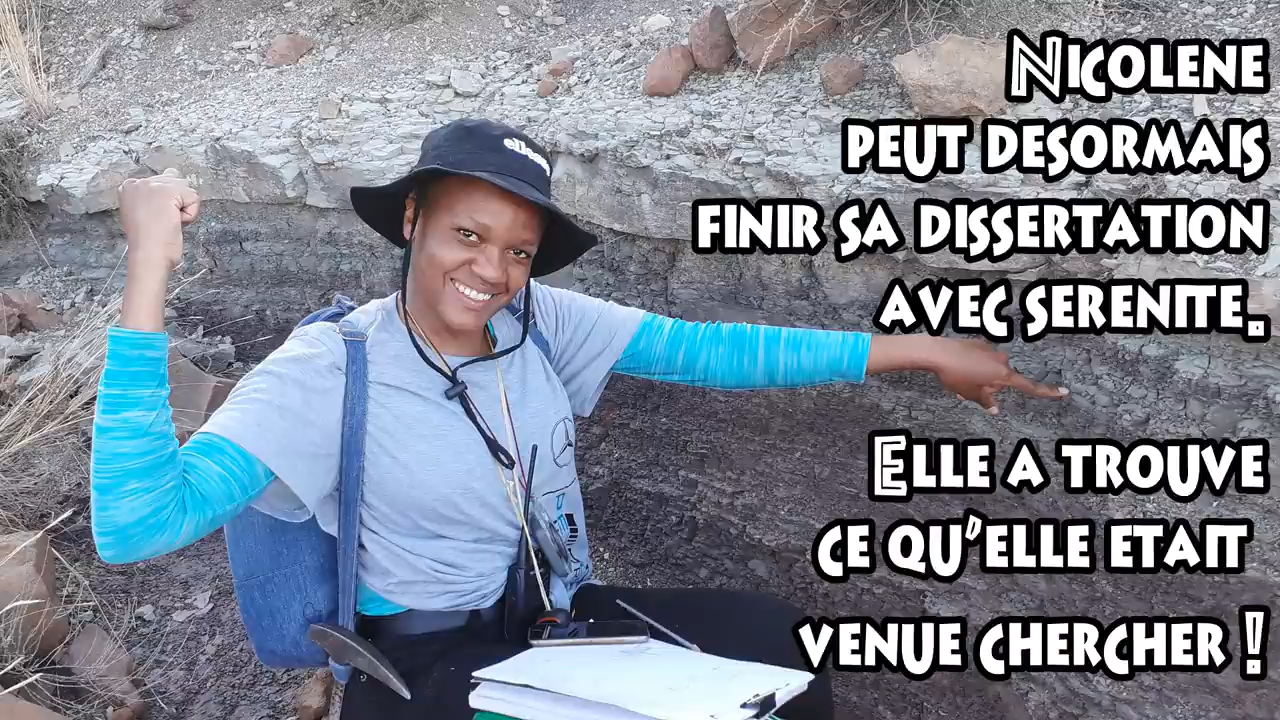 Nicolene
peut desormais
finir sa dissertation
avec serenite.
Elle a trouve
ce qu'elle etait
venue chercher !